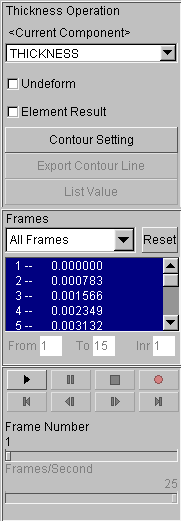 Thickness Operation
<Current Component>
THICKNESS
Undeform
Element Result
Contour Setting
Export Contour Line
List Value
Frames
All Frames
Reset
1 -- 0.000000
2 -- 0.000783
3 -- 0.001566
4 -- 0.002349
5 -- 0.003132
From 1 To 15 Inr 1
Frame Number
1
Frames/Second
25